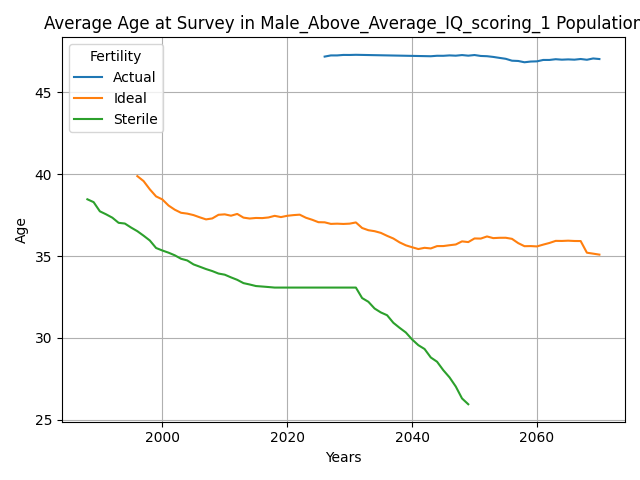 Average Age at Survey in Male_Above_Average_IQ_scoring_1 Population
Fertility
Actual
Ideal
Sterile
45
40
35
30
25
Age
2000 2020 2040 2060
Years